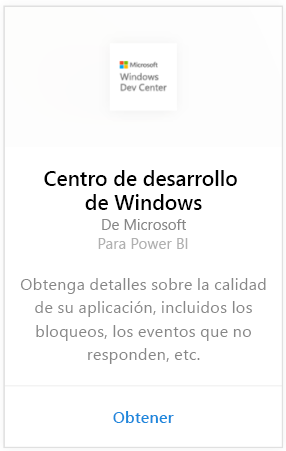 Microsoft
Windows
Dev Center
Centro de desarrollo
de Windows
De Microsoft
Para Power BI
Obtenga detalles sobre la calidad
de su aplicación, incluidos los
bloqueos, los eventos que no
responden, etc.
Obtener